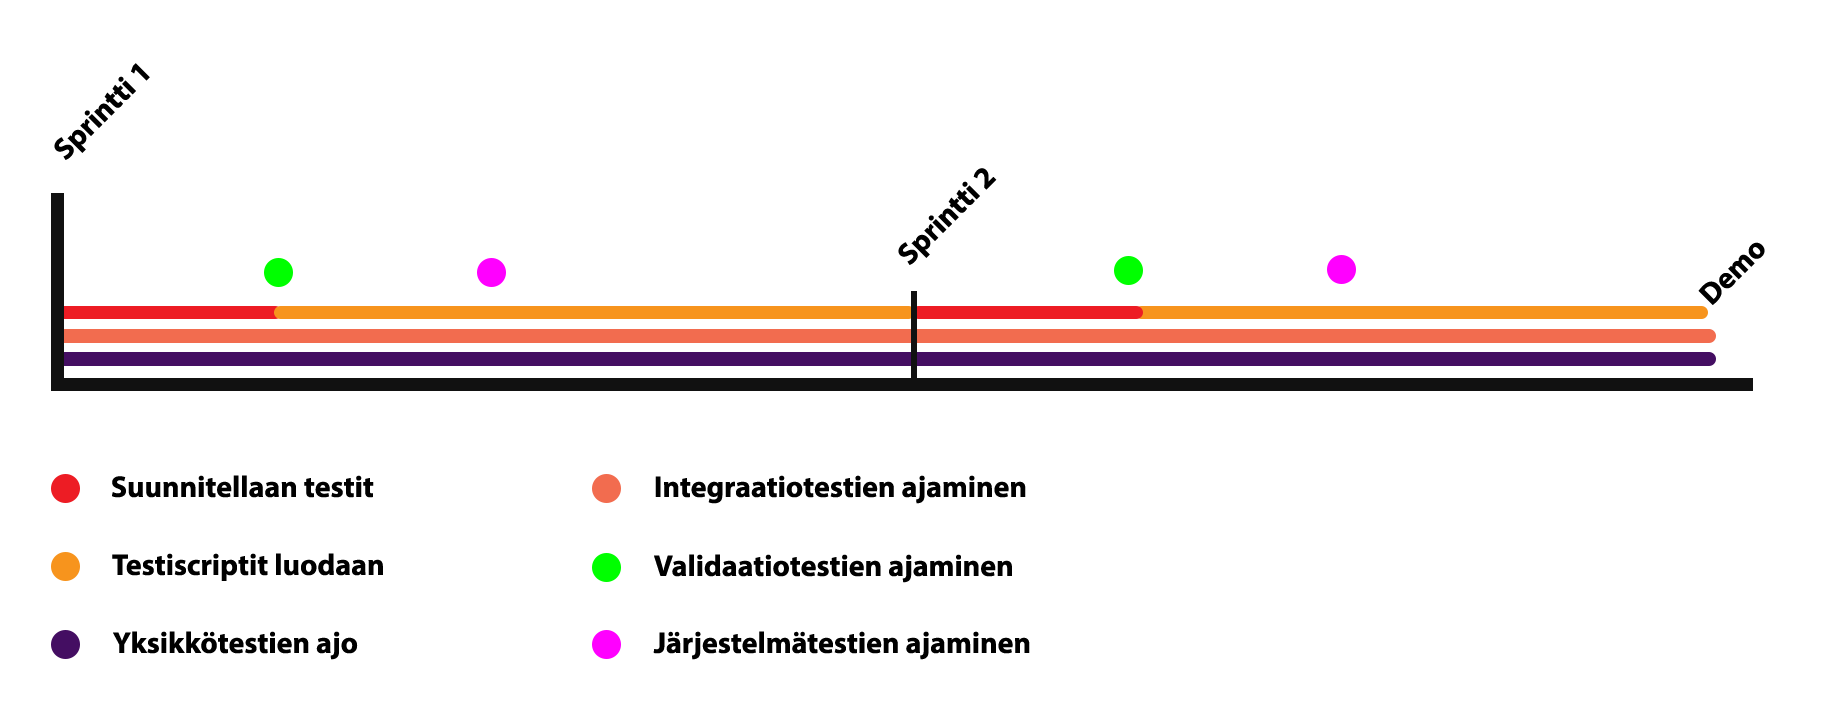 Sprintti 1
Sprintti 2
Demo
Suunnitellaan testit
Integraatiotestien ajaminen
Testiscriptit luodaan
Validaatiotestien ajaminen
Yksikkötestien ajo
Järjestelmätestien ajaminen